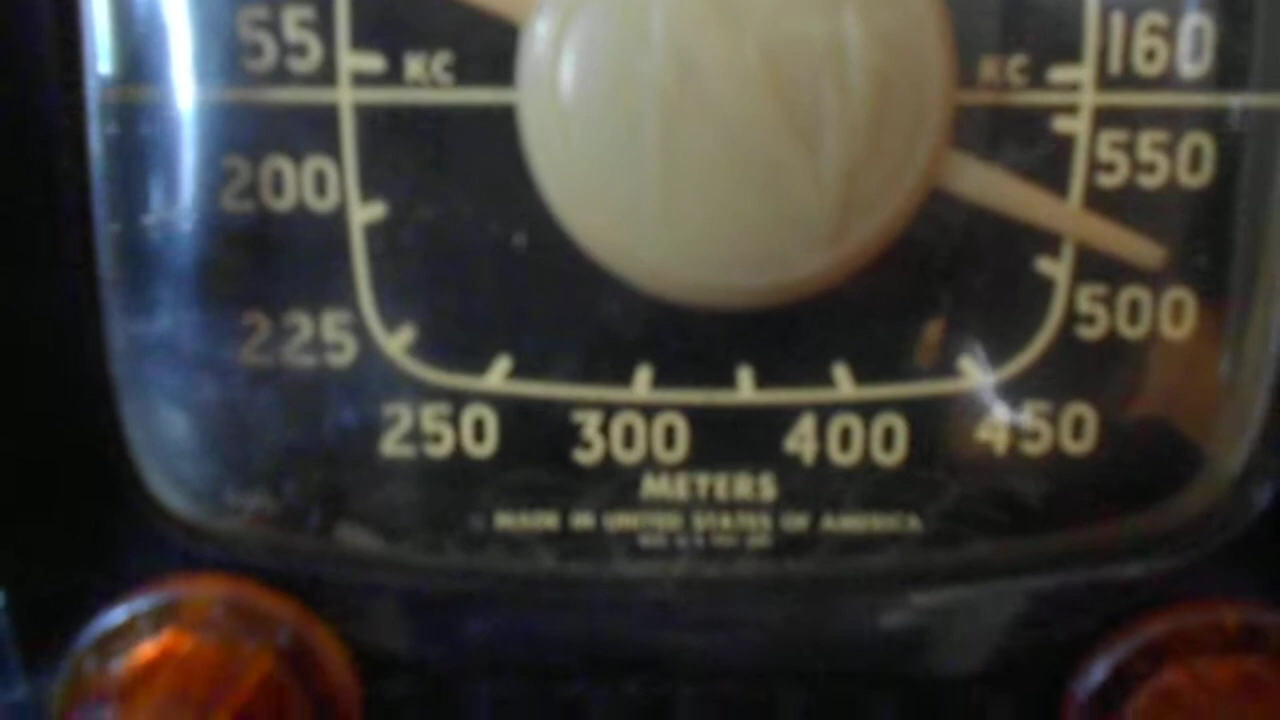 55 KC KC 160
200 550
225 500
250 300 400 450
METERS
MADE IN UNITED STATES OF AMERICA